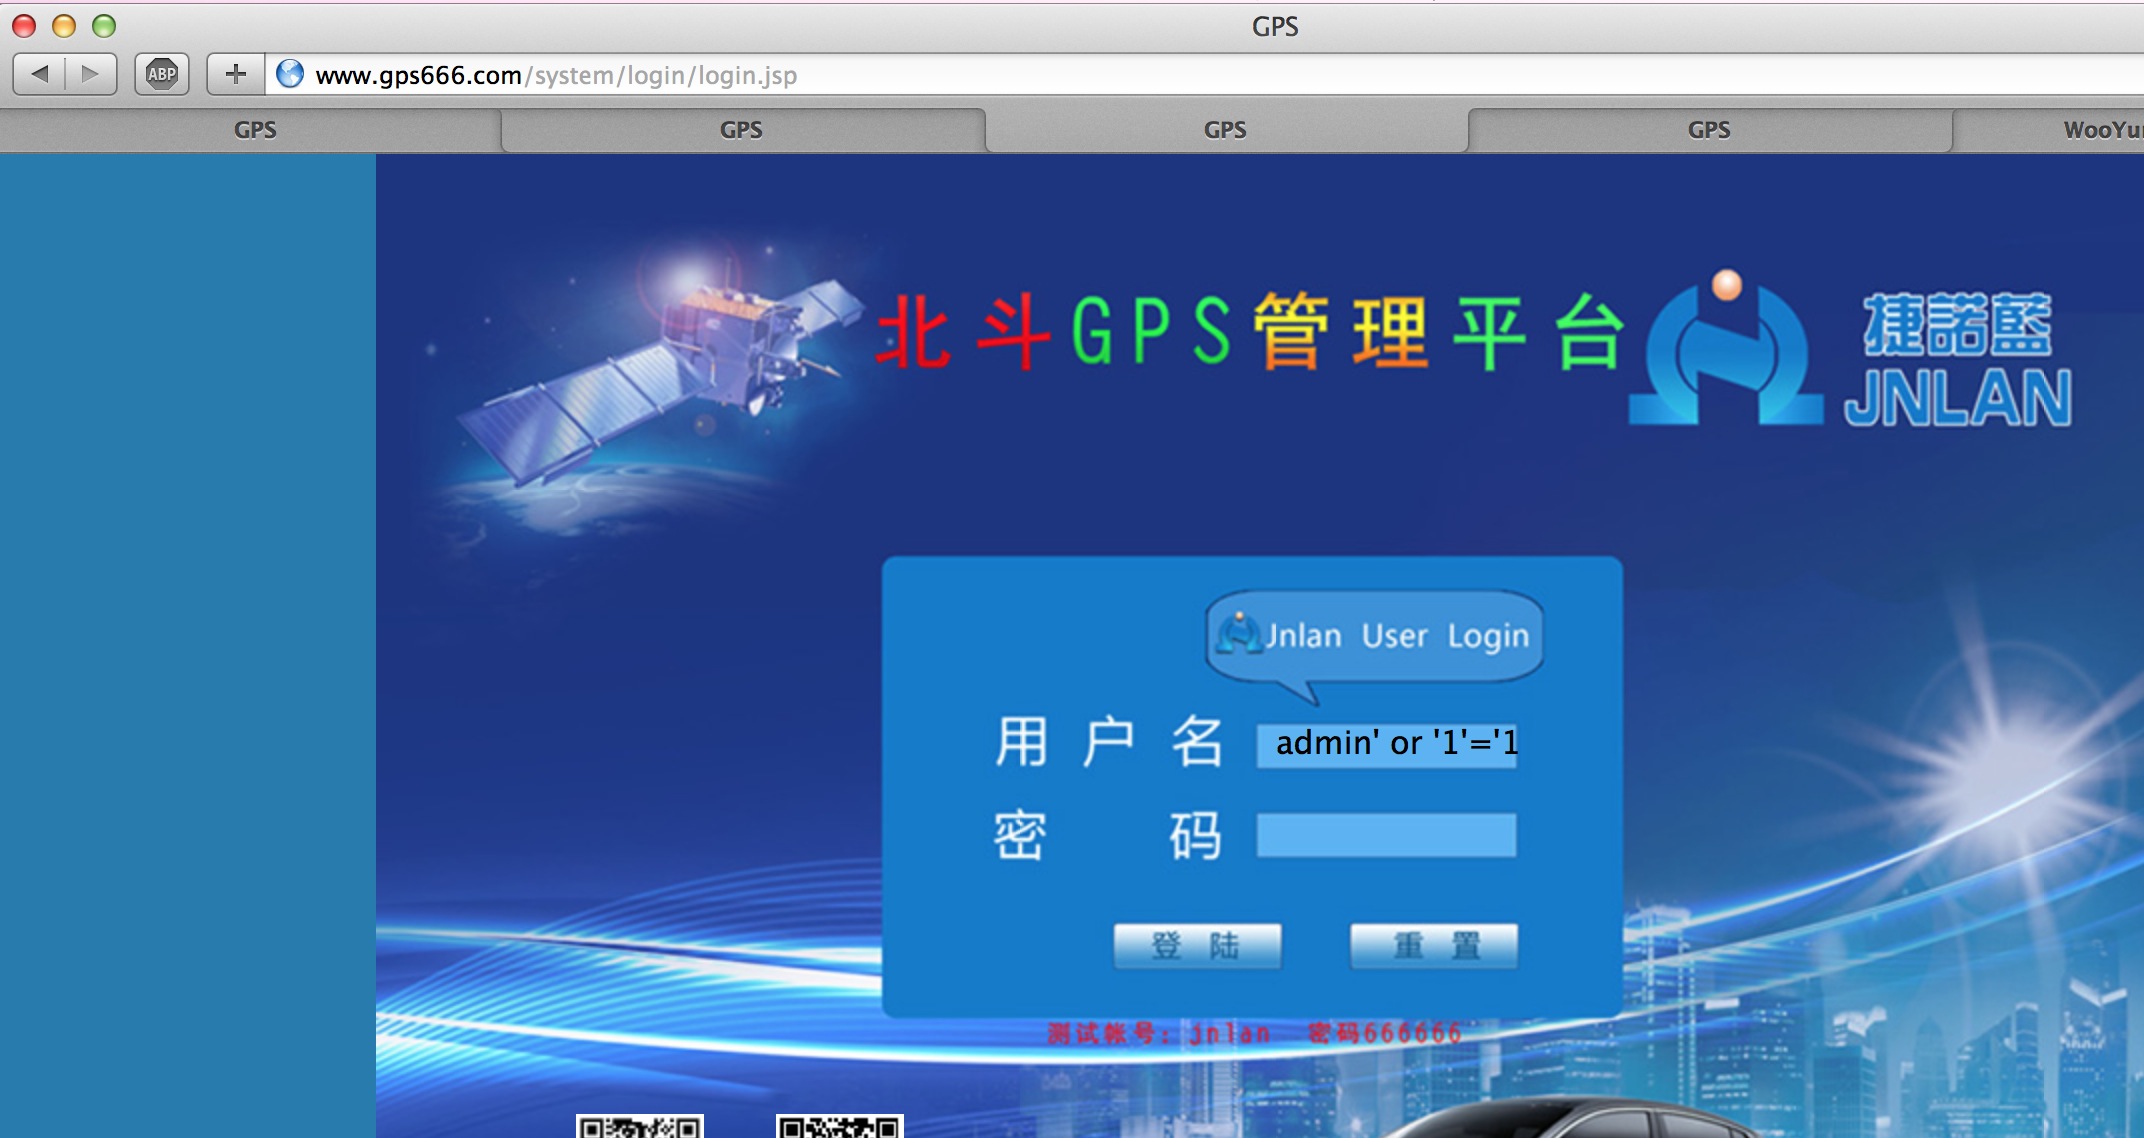 GPS
ABP
www.gps666.com/system/login/login.jsp
GPS
GPS
GPS
GPS
北斗GPS管理平台
捷諾藍
JNLAN
Jnlan User Login
用户名
admin' or '1'='1
密码
登陆
重置
测试帐号：jnlan 密码666666